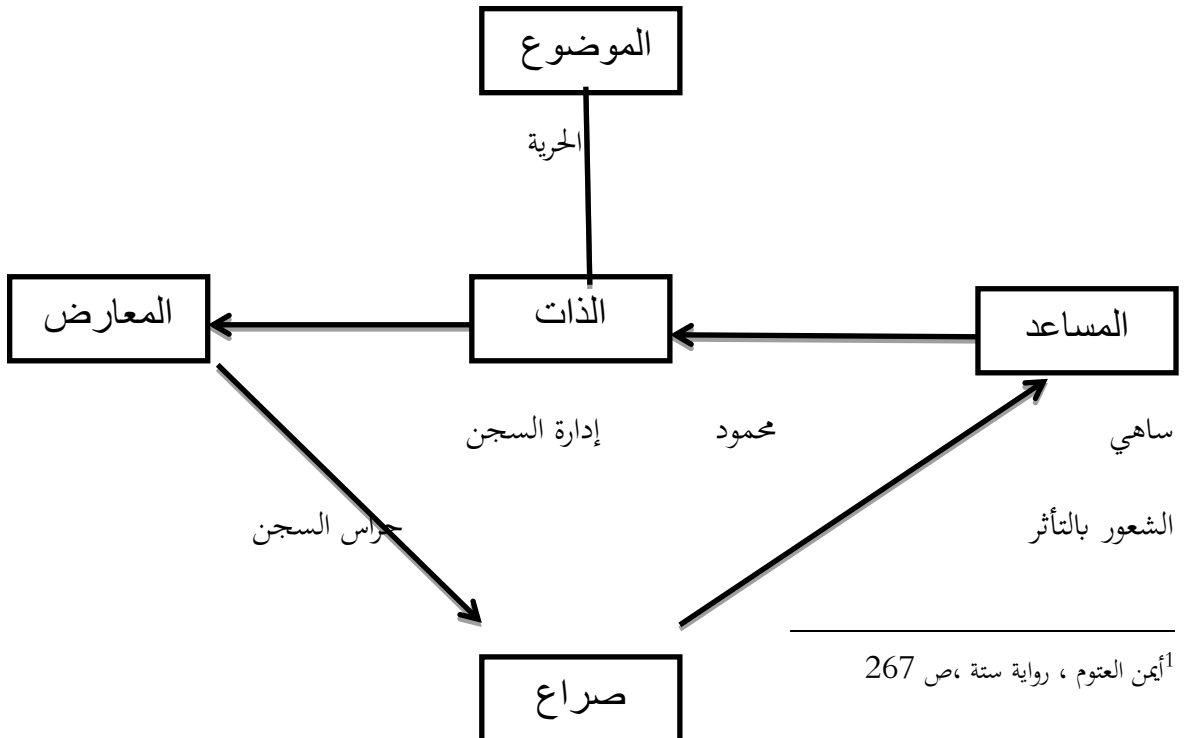 الموضوع
الحرية
المساعد
الذات
المعارض
ساهي
محمود
إدارة السجن
الشعور بالتأثر
حراس السجن
صراع
1أيمن العتوم ، رواية ستة ،ص 267